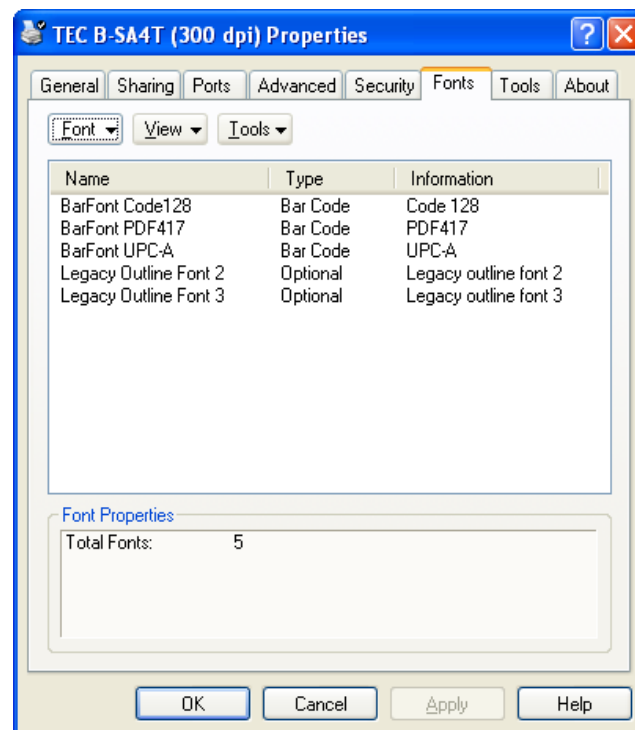 TEC B-SA4T (300 dpi) Properties
General Sharing Ports Advanced Security Fonts Tools About
Font View Tools
Name Type Information
BarFont Code128 Bar Code Code 128
BarFont PDF417 Bar Code PDF417
BarFont UPC-A Bar Code UPC-A
Legacy Outline Font 2 Optional Legacy outline font 2
Legacy Outline Font 3 Optional Legacy outline font 3
Font Properties
Total Fonts: 5
OK Cancel Apply Help